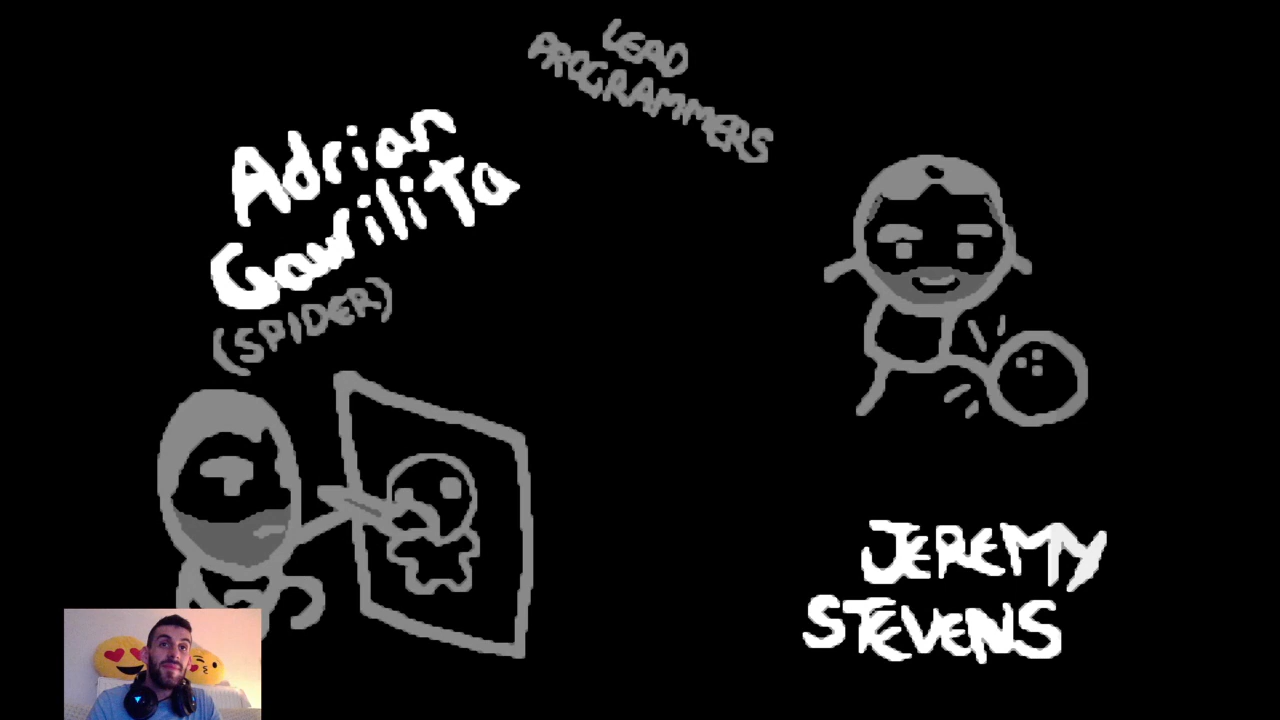 LEAD
PROGRAMMERS
Adrian
Gavrilita
(SPIDER)
JEREMY
STEVENS